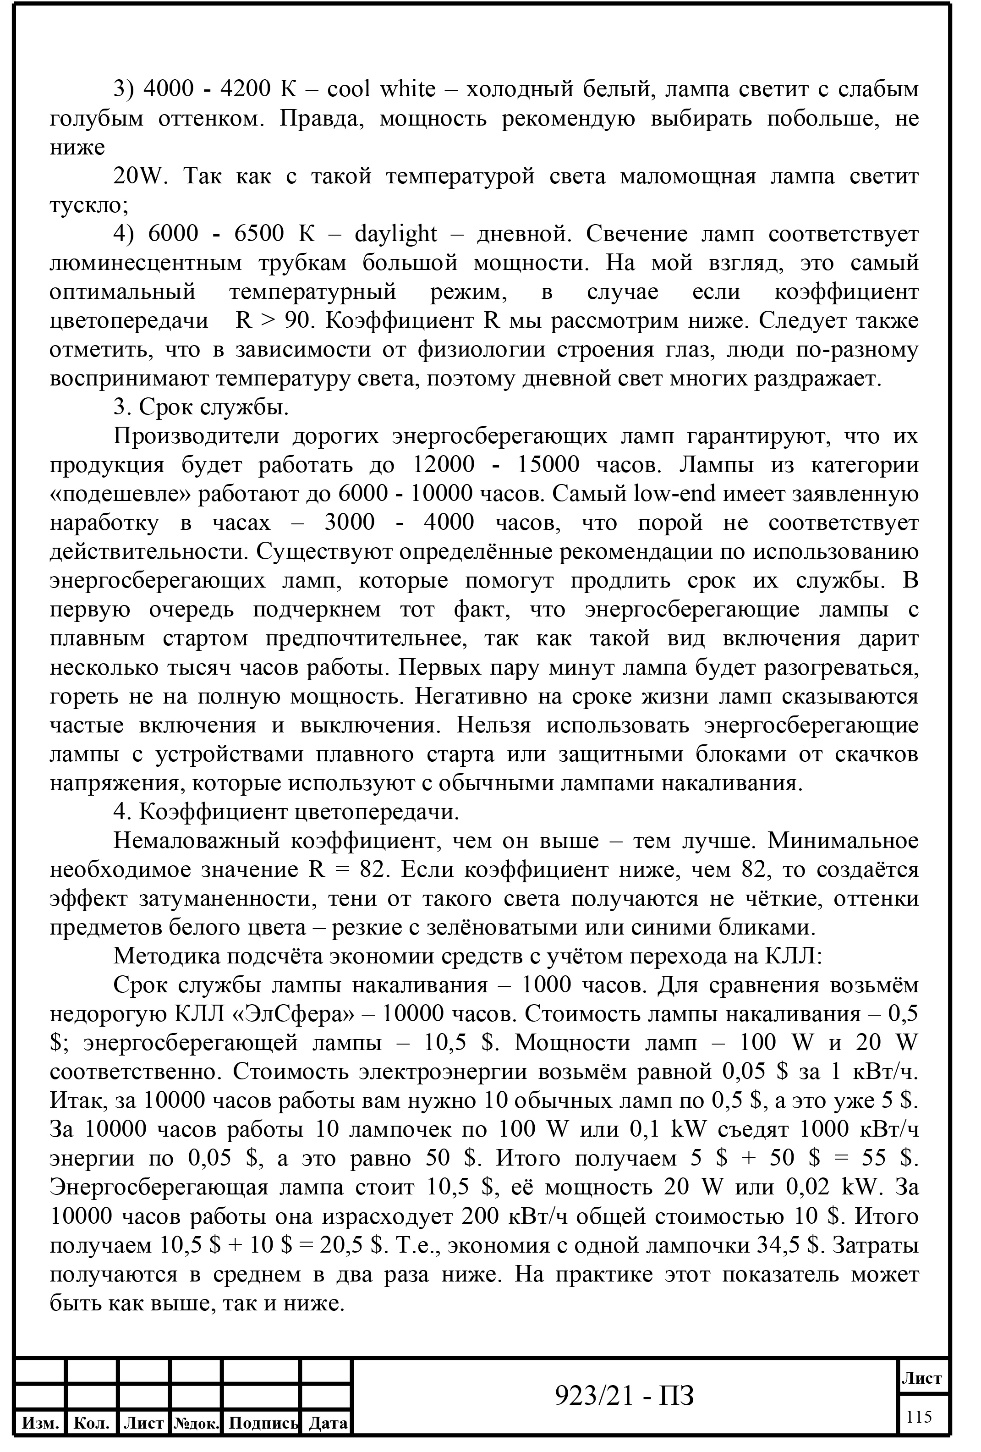 3) 4000 - 4200 К – cool white – холодный белый, лампа светит с слабым
голубым оттенком. Правда, мощность рекомендую выбирать побольше, не
ниже
20W. Так как с такой температурой света маломощная лампа светит
тускло;
4) 6000 - 6500 К – daylight – дневной. Свечение ламп соответствует
люминесцентным трубкам большой мощности. На мой взгляд, это самый
оптимальный температурный режим, в случае если коэффициент
цветопередачи R > 90. Коэффициент R мы рассмотрим ниже. Следует также
отметить, что в зависимости от физиологии строения глаз, люди по-разному
воспринимают температуру света, поэтому дневной свет многих раздражает.
3. Срок службы.
Производители дорогих энергосберегающих ламп гарантируют, что их
продукция будет работать до 12000 - 15000 часов. Лампы из категории
«подешевле» работают до 6000 - 10000 часов. Самый low-end имеет заявленную
наработку в часах – 3000 - 4000 часов, что порой не соответствует
действительности. Существуют определённые рекомендации по использованию
энергосберегающих ламп, которые помогут продлить срок их службы. В
первую очередь подчеркнем тот факт, что энергосберегающие лампы с
плавным стартом предпочтительнее, так как такой вид включения дарит
несколько тысяч часов работы. Первых пару минут лампа будет разогреваться,
гореть не на полную мощность. Негативно на сроке жизни ламп сказываются
частые включения и выключения. Нельзя использовать энергосберегающие
лампы с устройствами плавного старта или защитными блоками от скачков
напряжения, которые используют с обычными лампами накаливания.
4. Коэффициент цветопередачи.
Немаловажный коэффициент, чем он выше – тем лучше. Минимальное
необходимое значение R = 82. Если коэффициент ниже, чем 82, то создаётся
эффект затуманенности, тени от такого света получаются не чёткие, оттенки
предметов белого цвета – резкие с зелёноватыми или синими бликами.
Методика подсчёта экономии средств с учётом перехода на КЛЛ:
Срок службы лампы накаливания – 1000 часов. Для сравнения возьмём
недорогую КЛЛ «ЭлСфера» – 10000 часов. Стоимость лампы накаливания – 0,5
$; энергосберегающей лампы – 10,5 $. Мощности ламп – 100 W и 20 W
соответственно. Стоимость электроэнергии возьмём равной 0,05 $ за 1 кВт/ч.
Итак, за 10000 часов работы вам нужно 10 обычных ламп по 0,5 $, а это уже 5 $.
За 10000 часов работы 10 лампочек по 100 W или 0,1 kW съедят 1000 кВт/ч
энергии по 0,05 $, а это равно 50 $. Итого получаем 5 $ + 50 $ = 55 $.
Энергосберегающая лампа стоит 10,5 $, её мощность 20 W или 0,02 kW. За
10000 часов работы она израсходует 200 кВт/ч общей стоимостью 10 $. Итого
получаем 10,5 $ + 10 $ = 20,5 $. Т.е., экономия с одной лампочки 34,5 $. Затраты
получаются в среднем в два раза ниже. На практике этот показатель может
быть как выше, так и ниже.
923/21 - ПЗ
Лист
115
Изм. Кол. Лист №док. Подпись Дата